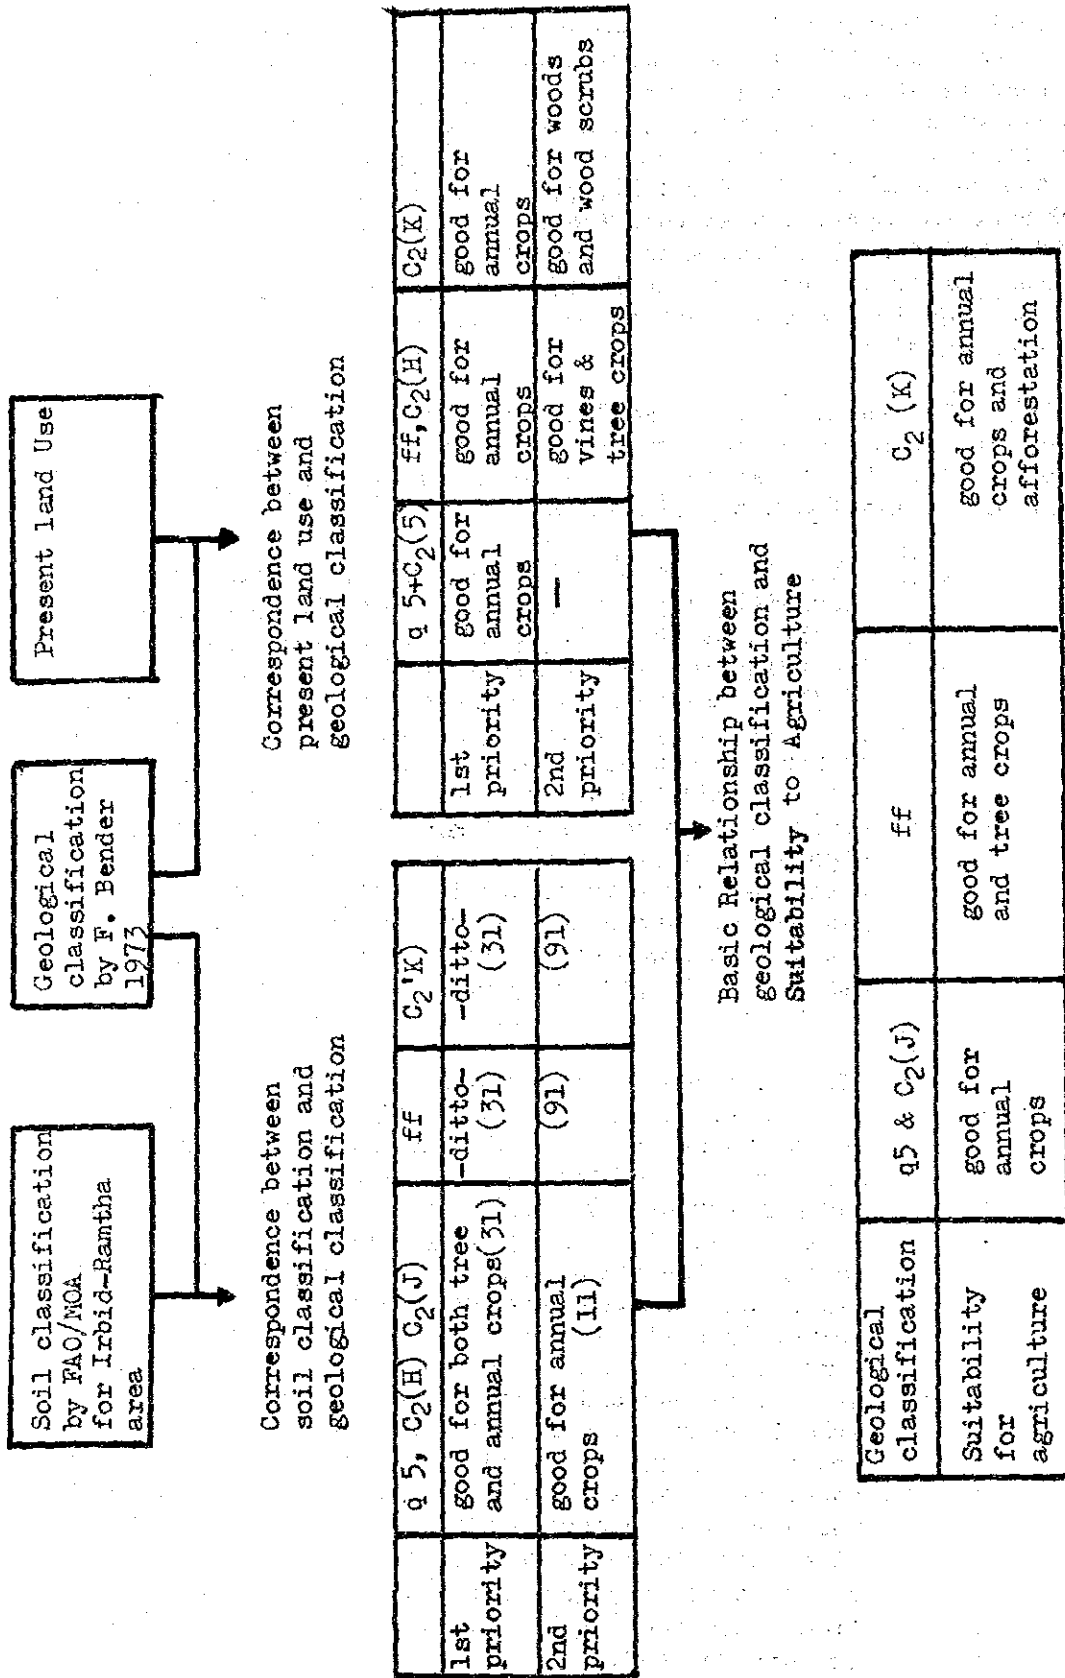 Soil classification
by FAO/MOA
for Irbid-Ramtha
area
Geological
classification
by F. Bender
1973
Present land Use
Correspondence between
soil classification and
geological classification
Correspondence between
present land use and
geological classification
q 5, C2(H) C2(J)
ff
C2'K)
1st
priority
good for both tree
and annual crops(31)
-ditto-
(31)
-ditto-
(31)
2nd
priority
good for annual
crops (11)
(91)
(91)
q 5+C2(5)
ff,C2(H)
C2(K)
1st
priority
good for
annual
crops
good for
annual
crops
good for
annual
crops
2nd
priority
—
good for
vines &
tree crops
good for woods
and wood scrubs
Basic Relationship between
geological classification and
Suitability to Agriculture
Geological
classification
q5 & C2(J)
ff
C2 (K)
Suitability
for
agriculture
good for
annual
crops
good for annual
and tree crops
good for annual
crops and
afforestation